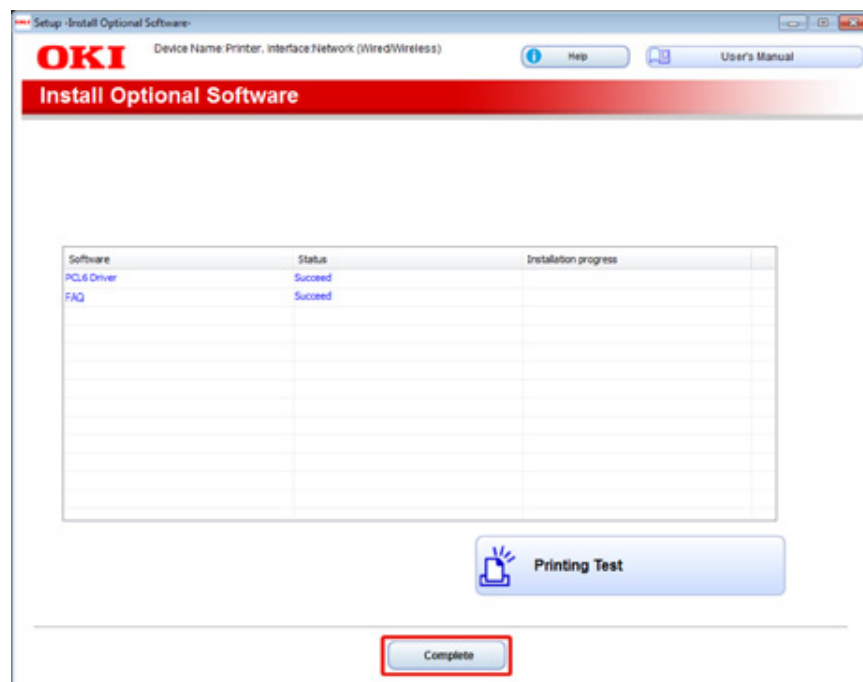 OKI Setup -Install Optional Software-
OKI Device Name:Printer. Interface:Network (Wired/Wireless) Help User's Manual
Install Optional Software
Software Status Installation progress
PCL6 Driver Succeed
FAQ Succeed
Printing Test
Complete